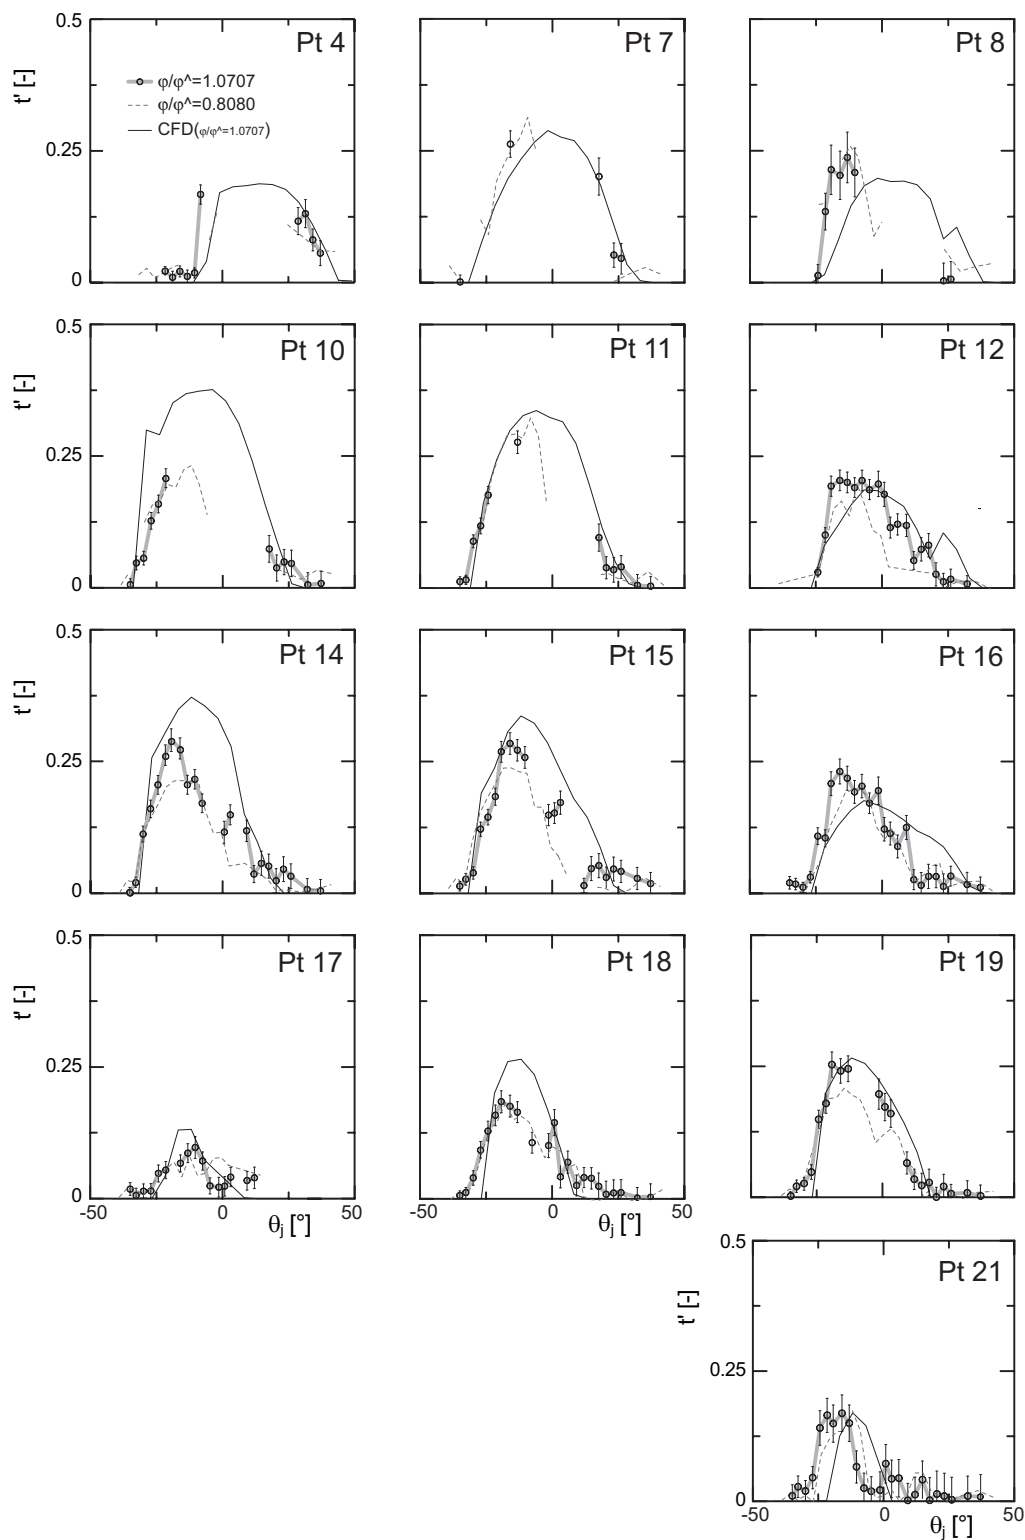 0.5
Pt 4
Pt 7
Pt 8
t' [-]
φ/φ^=1.0707
φ/φ^=0.8080
CFD(φ/φ^=1.0707)
0.25
0
0.5
Pt 10
Pt 11
Pt 12
t' [-]
0.25
0
0.5
Pt 14
Pt 15
Pt 16
t' [-]
0.25
0
0.5
Pt 17
Pt 18
Pt 19
t' [-]
0.25
0
-50 0 50 -50 0 50
θj [°] θj [°]
0.5
Pt 21
t' [-]
0.25
0
-50 0 50
θj [°]